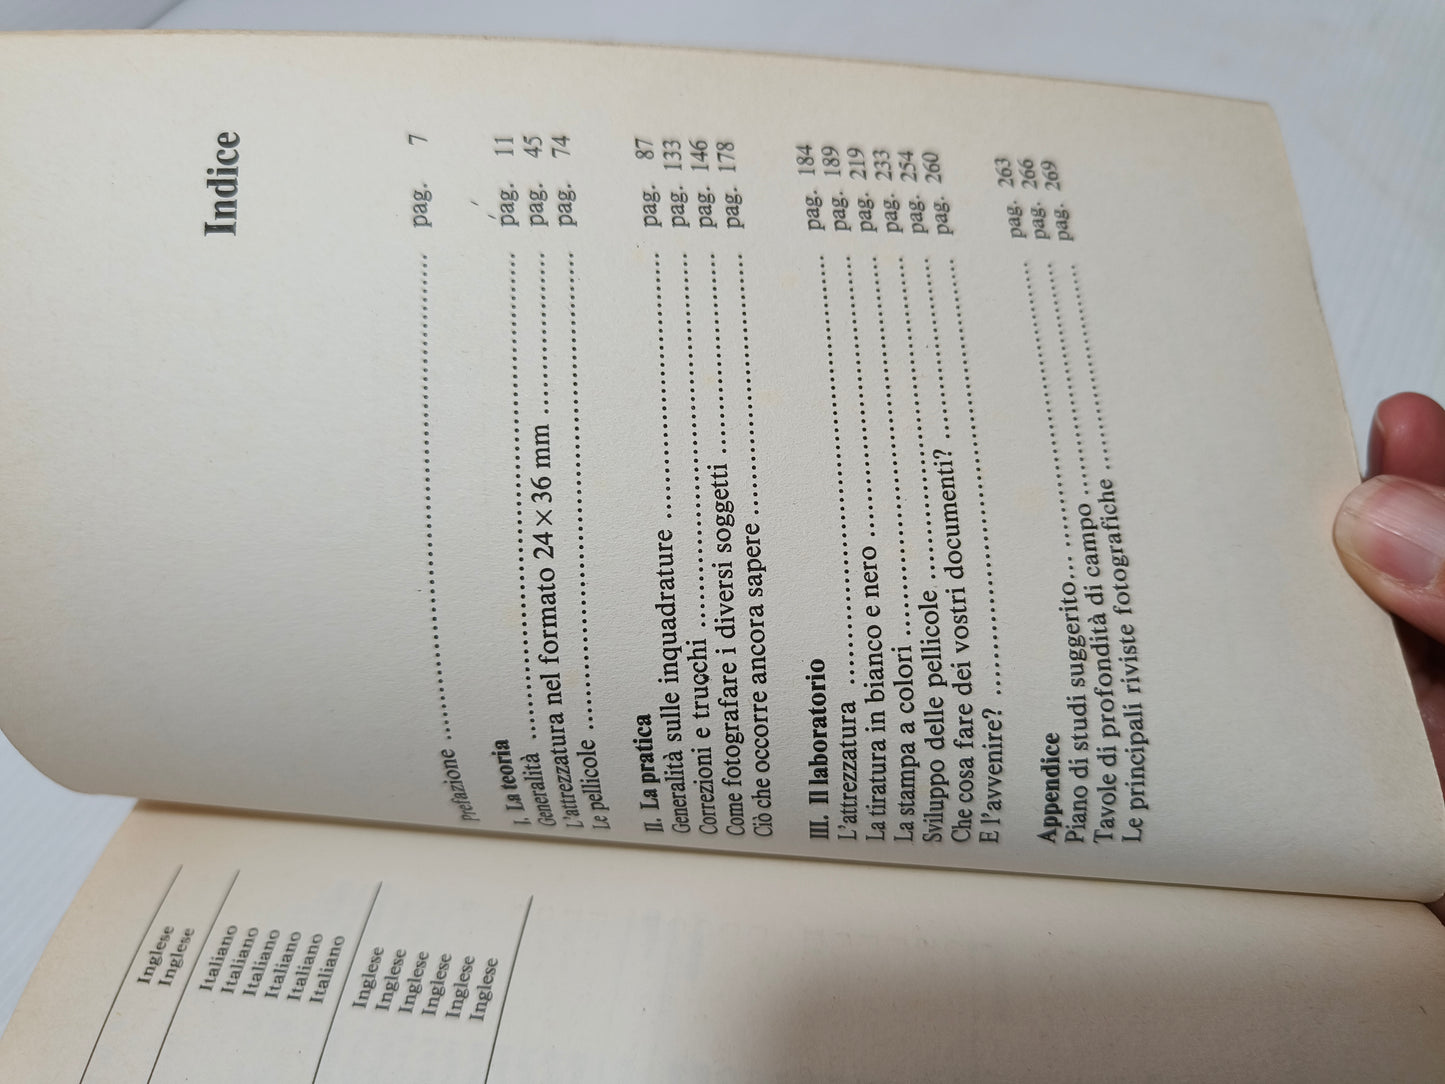 Indice
prefazione ........ pag. 7
I. La teoria
Generalità ........ pag. 11
L'attrezzatura nel formato 24 × 36 mm ........ pag. 45
Le pellicole ........ pag. 74
II. La pratica
Generalità sulle inquadrature ........ pag. 87
Correzioni e trucchi ........ pag. 133
Come fotografare i diversi soggetti ........ pag. 146
Ciò che occorre ancora sapere ........ pag. 178
III. Il laboratorio
L'attrezzatura ........ pag. 184
La tiratura in bianco e nero ........ pag. 189
La stampa a colori ........ pag. 219
Sviluppo delle pellicole ........ pag. 233
Che cosa fare dei vostri documenti? ........ pag. 254
E l'avvenire? ........ pag. 260
Appendice
Piano di studi suggerito... ........ pag. 263
Tavole di profondità di campo ........ pag. 266
Le principali riviste fotografiche ........ pag. 269
Inglese
Inglese
Italiano
Italiano
Italiano
Italiano
Italiano
Italiano
Inglese
Inglese
Inglese
Inglese
Inglese
Inglese